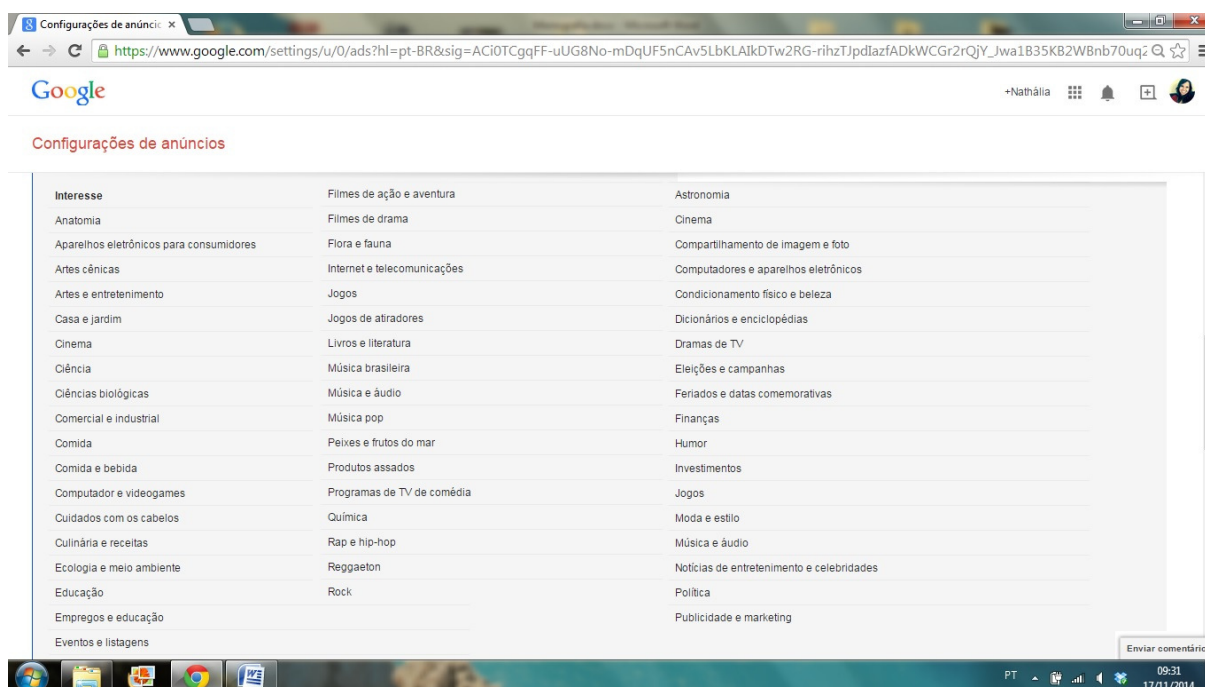 Configurações de anúnci
https://www.google.com/settings/u/0/ads?hl=pt-BR&sig=ACi0TCgqFF-uUG8No-mDqUF5nCAv5LbKLAIkDTw2RG-rihzTJpdIazfADkWCGr2rQjY_Jwa1B35KB2WBnb70uq2
Google
+Nathália
Configurações de anúncios
Interesse
Anatomia
Aparelhos eletrônicos para consumidores
Artes cênicas
Artes e entretenimento
Casa e jardim
Cinema
Ciência
Ciências biológicas
Comercial e industrial
Comida
Comida e bebida
Computador e videogames
Cuidados com os cabelos
Culinária e receitas
Ecologia e meio ambiente
Educação
Empregos e educação
Eventos e listagens
Filmes de ação e aventura
Filmes de drama
Flora e fauna
Internet e telecomunicações
Jogos
Jogos de atiradores
Livros e literatura
Música brasileira
Música e áudio
Música pop
Peixes e frutos do mar
Produtos assados
Programas de TV de comédia
Química
Rap e hip-hop
Reggaeton
Rock
Astronomia
Cinema
Compartilhamento de imagem e foto
Computadores e aparelhos eletrônicos
Condicionamento físico e beleza
Dicionários e enciclopédias
Dramas de TV
Eleições e campanhas
Feriados e datas comemorativas
Finanças
Humor
Investimentos
Jogos
Moda e estilo
Música e áudio
Notícias de entretenimento e celebridades
Política
Publicidade e marketing
Enviar comentário
PT
09:31
17/11/2014